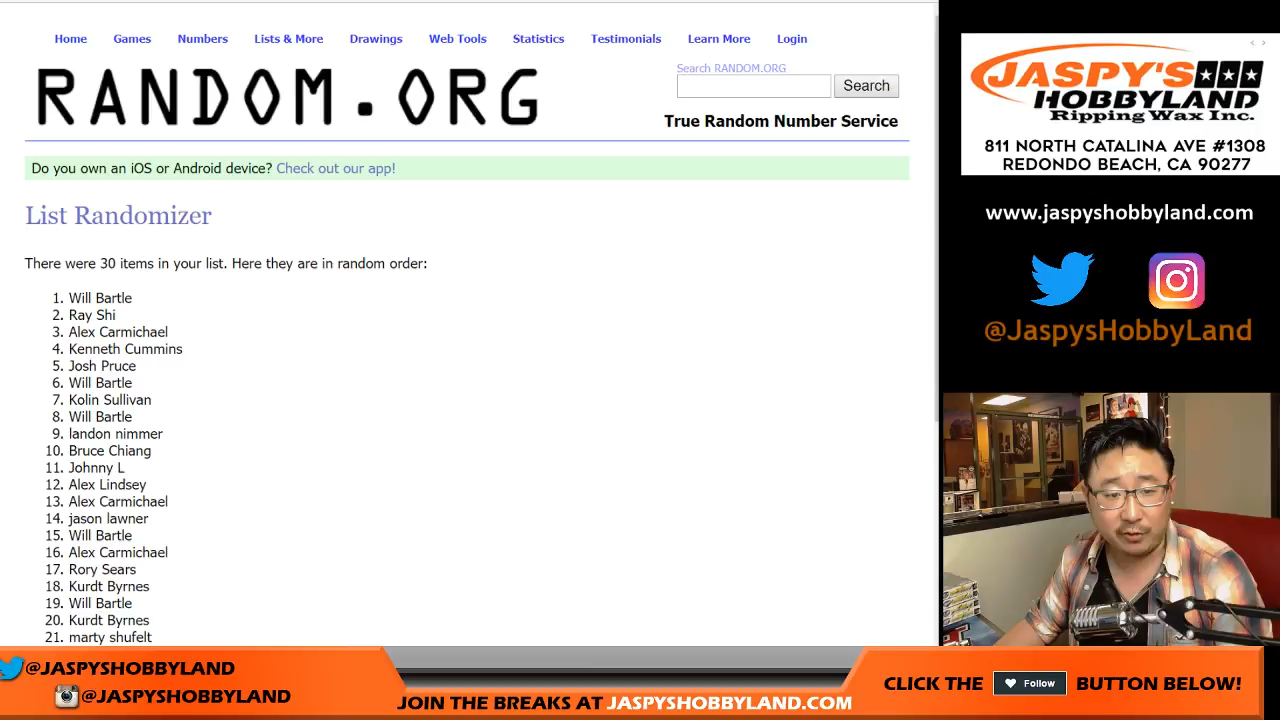 Home Games Numbers Lists & More Drawings Web Tools Statistics Testimonials Learn More Login
RANDOM.ORG
Search RANDOM.ORG
Search
True Random Number Service
Do you own an iOS or Android device? Check out our app!
List Randomizer
There were 30 items in your list. Here they are in random order:
1. Will Bartle
2. Ray Shi
3. Alex Carmichael
4. Kenneth Cummins
5. Josh Pruce
6. Will Bartle
7. Kolin Sullivan
8. Will Bartle
9. landon nimmer
10. Bruce Chiang
11. Johnny L
12. Alex Lindsey
13. Alex Carmichael
14. jason lawner
15. Will Bartle
16. Alex Carmichael
17. Rory Sears
18. Kurdt Byrnes
19. Will Bartle
20. Kurdt Byrnes
21. marty shufelt
JASPY'S
HOBBYLAND
Ripping Wax Inc.
811 NORTH CATALINA AVE #1308
REDONDO BEACH, CA 90277
www.jaspyshobbyland.com
@JaspysHobbyLand
@JASPYSHOBBYLAND
@JASPYSHOBBYLAND
JOIN THE BREAKS AT JASPYSHOBBYLAND.COM
CLICK THE Follow BUTTON BELOW!